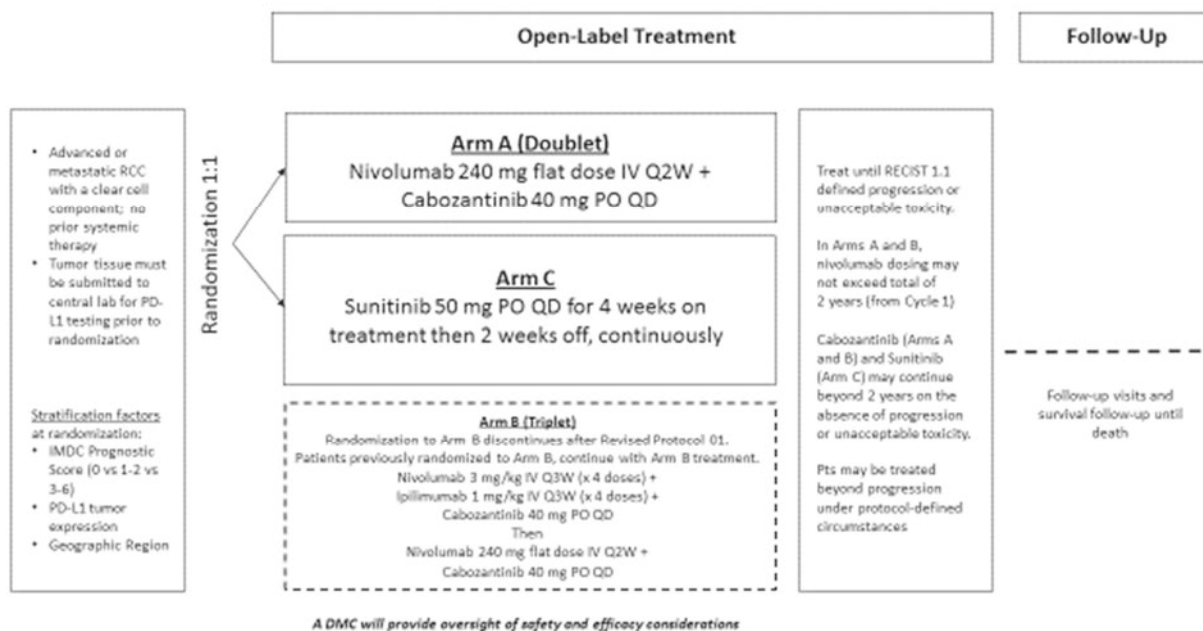 Open-Label Treatment
Follow-Up
• Advanced or
metastatic RCC
with a clear cell
component; no
prior systemic
therapy
• Tumor tissue must
be submitted to
central lab for PD-
L1 testing prior to
randomization
Stratification factors
at randomization:
• IMDC Prognostic
Score (0 vs 1-2 vs
3-6)
• PD-L1 tumor
expression
• Geographic Region
Randomization 1:1
Arm A (Doublet)
Nivolumab 240 mg flat dose IV Q2W +
Cabozantinib 40 mg PO QD
Arm C
Sunitinib 50 mg PO QD for 4 weeks on
treatment then 2 weeks off, continuously
Arm B (Triplet)
Randomization to Arm B discontinues after Revised Protocol 01.
Patients previously randomized to Arm B, continue with Arm B treatment.
Nivolumab 3 mg/kg IV Q3W (x 4 doses) +
Ipilimumab 1 mg/kg IV Q3W (x 4 doses) +
Cabozantinib 40 mg PO QD
Then
Nivolumab 240 mg flat dose IV Q2W +
Cabozantinib 40 mg PO QD
Treat until RECIST 1.1
defined progression or
unacceptable toxicity.
In Arms A and B,
nivolumab dosing may
not exceed total of
2 years (from Cycle 1)
Cabozantinib (Arms A
and B) and Sunitinib
(Arm C) may continue
beyond 2 years on the
absence of progression
or unacceptable toxicity.
Pts may be treated
beyond progression
under protocol-defined
circumstances
Follow-up visits and
survival follow-up until
death
A DMC will provide oversight of safety and efficacy considerations